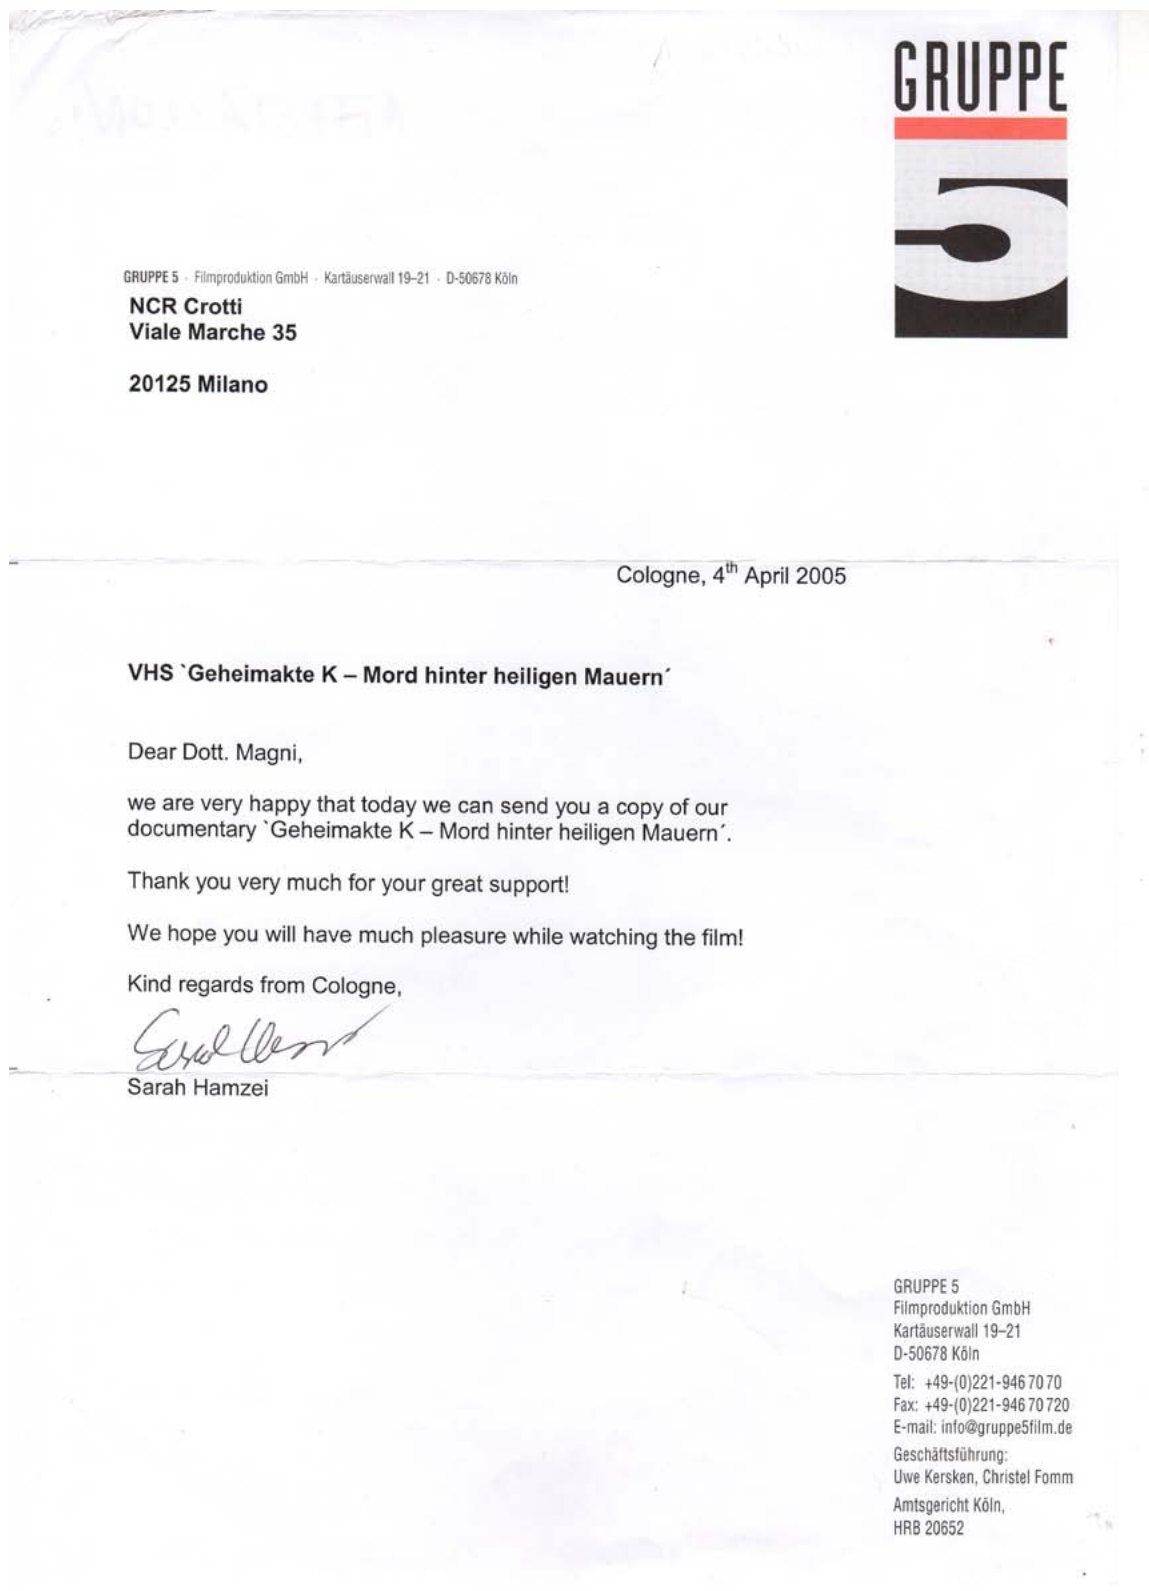 GRUPPE
5
GRUPPE 5 - Filmproduktion GmbH - Kartäuserwall 19–21 - D-50678 Köln
NCR Crotti
Viale Marche 35
20125 Milano
Cologne, 4th April 2005
VHS `Geheimakte K – Mord hinter heiligen Mauern´
Dear Dott. Magni,
we are very happy that today we can send you a copy of our
documentary `Geheimakte K – Mord hinter heiligen Mauern´.
Thank you very much for your great support!
We hope you will have much pleasure while watching the film!
Kind regards from Cologne,
Sarah Hamzei
GRUPPE 5
Filmproduktion GmbH
Kartäuserwall 19–21
D-50678 Köln
Tel: +49-(0)221-946 70 70
Fax: +49-(0)221-946 70 720
E-mail: info@gruppe5film.de
Geschäftsführung:
Uwe Kersken, Christel Fomm
Amtsgericht Köln,
HRB 20652